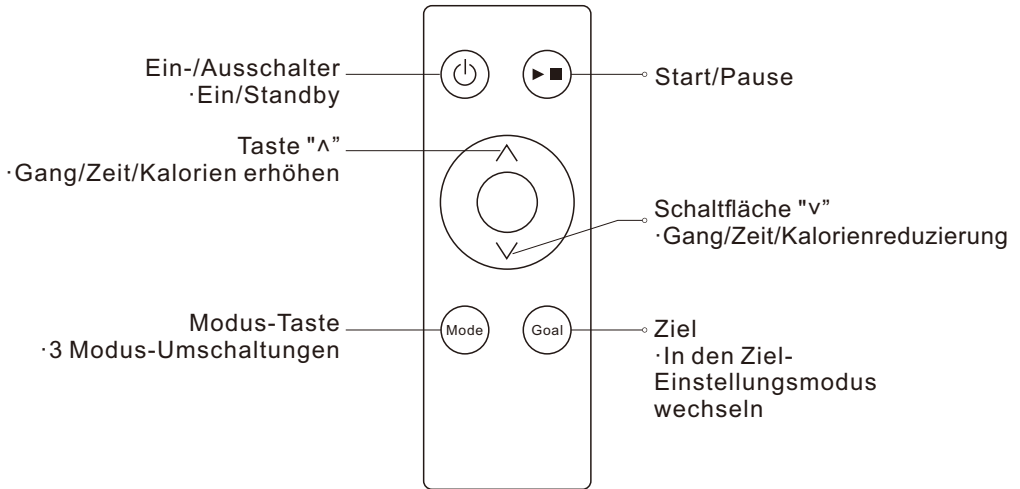 Ein-/Ausschalter
·Ein/Standby
Start/Pause
Taste "˄”
·Gang/Zeit/Kalorien erhöhen
Schaltfläche "˅”
·Gang/Zeit/Kalorienreduzierung
Modus-Taste
·3 Modus-Umschaltungen
Mode
Goal
Ziel
·In den Ziel-
Einstellungsmodus
wechseln